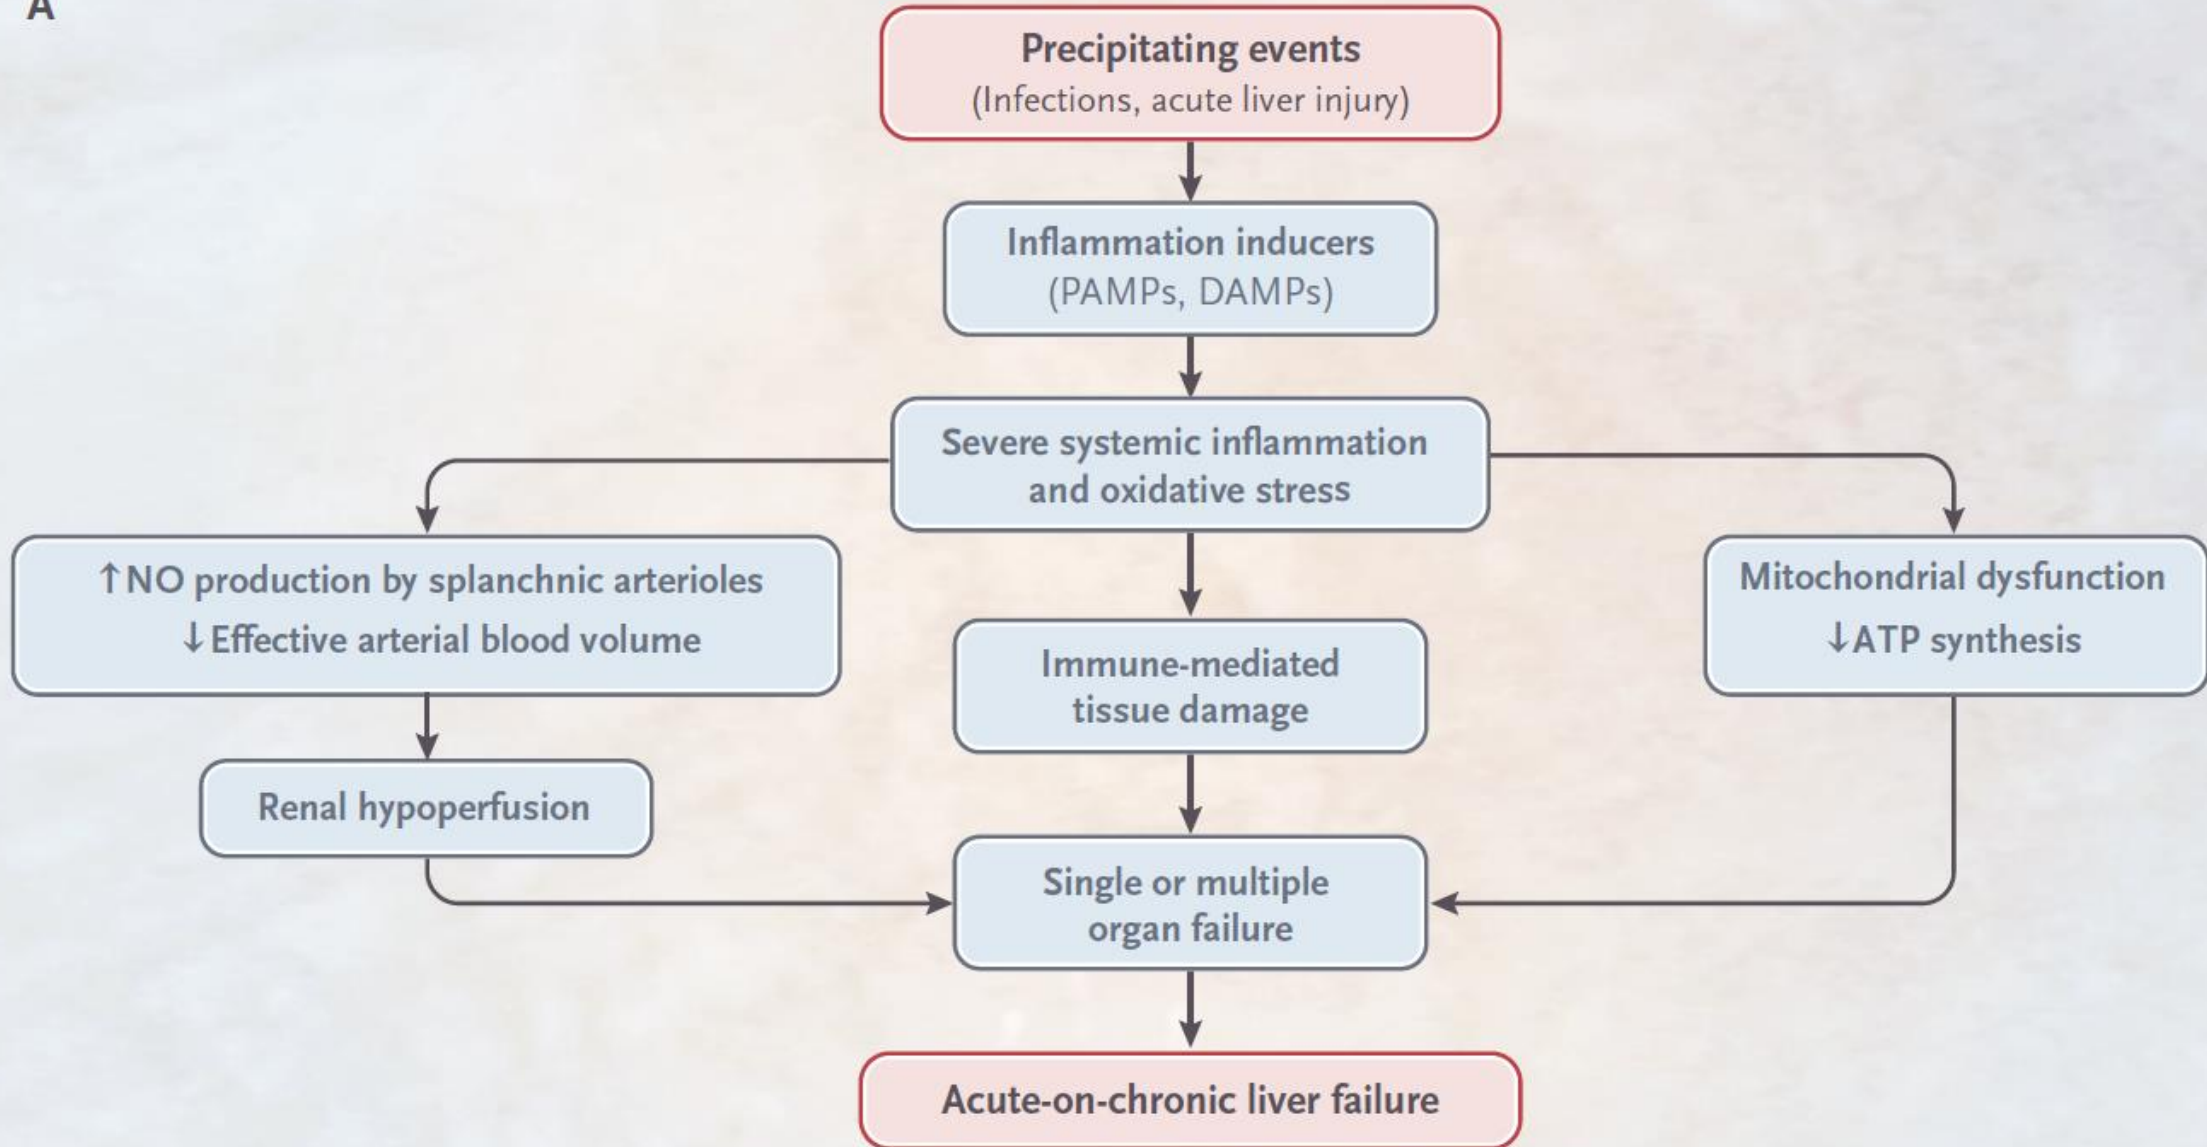 A
Precipitating events
(Infections, acute liver injury)
Inflammation inducers
(PAMPs, DAMPs)
Severe systemic inflammation
and oxidative stress
↑NO production by splanchnic arterioles
↓Effective arterial blood volume
Mitochondrial dysfunction
↓ATP synthesis
Immune-mediated
tissue damage
Renal hypoperfusion
Single or multiple
organ failure
Acute-on-chronic liver failure